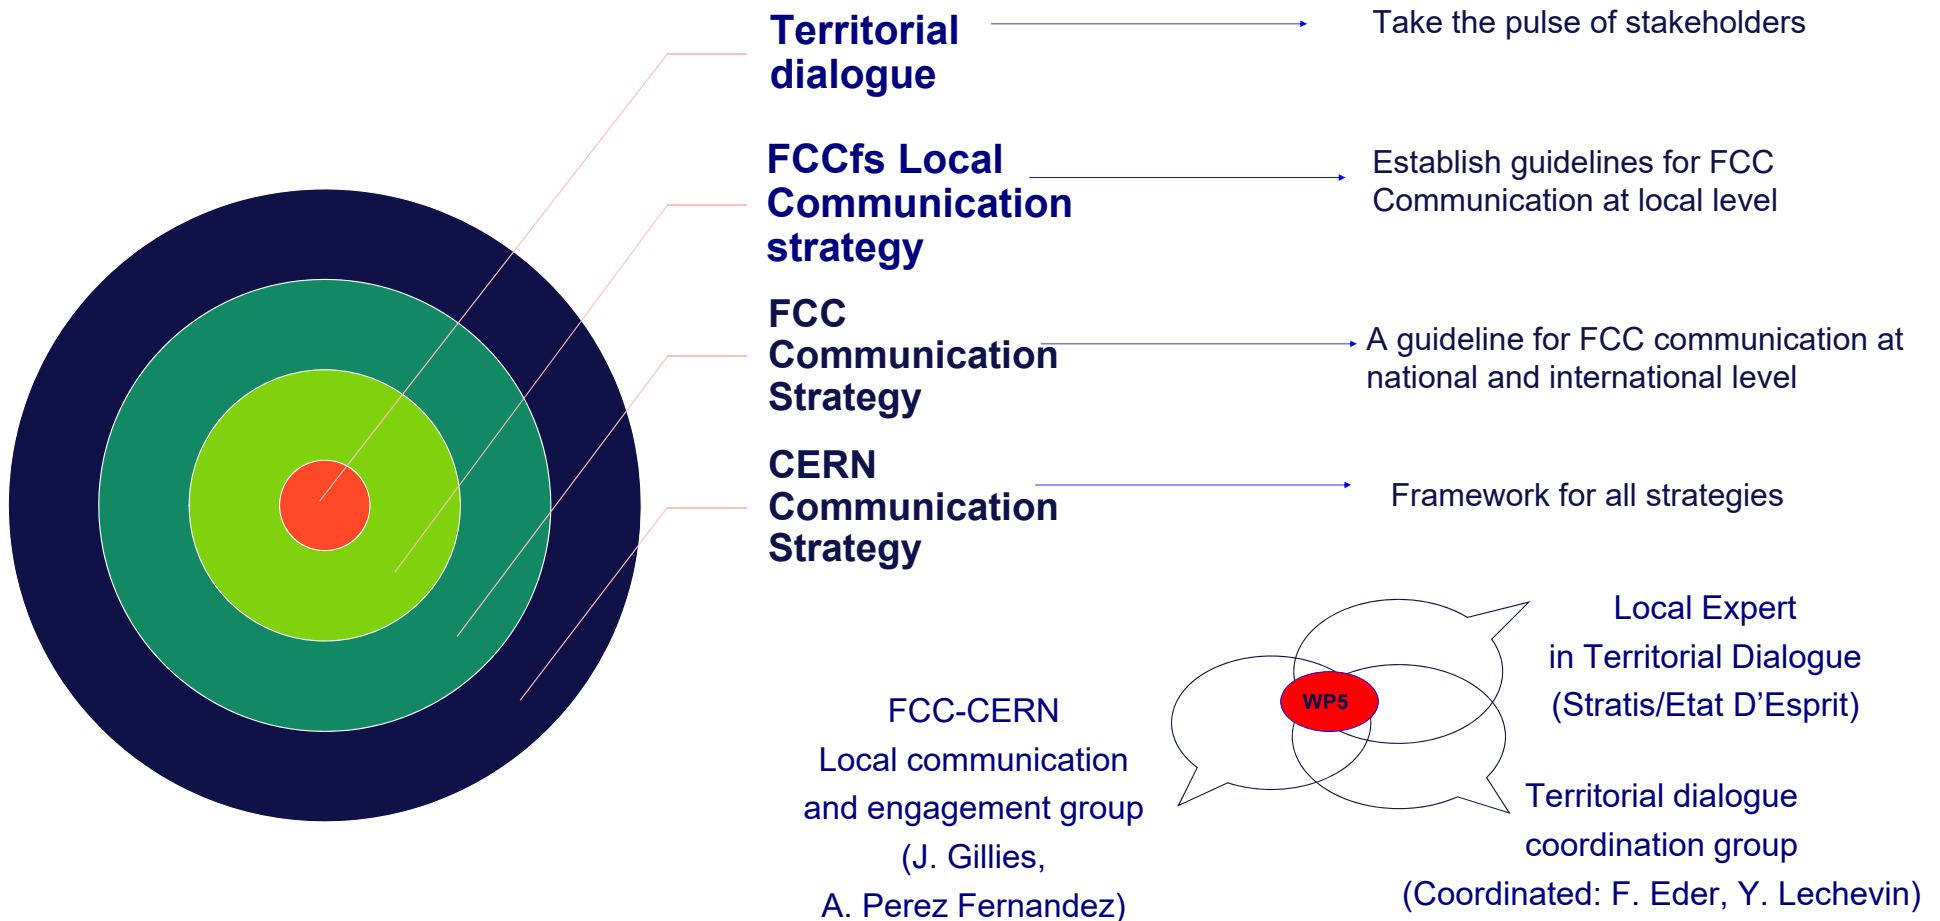 Territorial
dialogue
Take the pulse of stakeholders
FCCfs Local
Communication
strategy
Establish guidelines for FCC
Communication at local level
FCC
Communication
Strategy
A guideline for FCC communication at
national and international level
CERN
Communication
Strategy
Framework for all strategies
FCC-CERN
Local communication
and engagement group
(J. Gillies,
A. Perez Fernandez)
WP5
Local Expert
in Territorial Dialogue
(Stratis/Etat D’Esprit)
Territorial dialogue
coordination group
(Coordinated: F. Eder, Y. Lechevin)